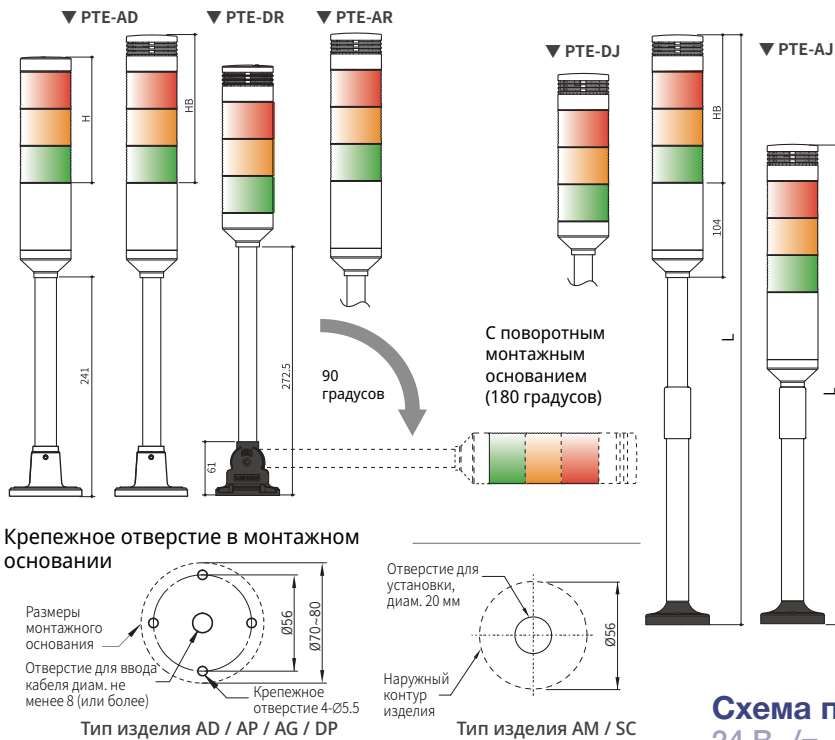 ▼ PTE-AD
▼ PTE-DR
▼ PTE-AR
▼ PTE-DJ
▼ PTE-AJ
H
HB
HB
104
L
L
241
272.5
61
90
градусов
С поворотным
монтажным
основанием
(180 градусов)
Крепежное отверстие в монтажном
основании
Размеры
монтажного
основания
Отверстие для ввода
кабеля диам. не
менее 8 (или более)
Ø56
Ø70~80
Крепежное
отверстие 4-Ø5.5
Тип изделия AD / AP / AG / DP
Отверстие для
установки,
диам. 20 мм
Ø56
Наружный
контур
изделия
Тип изделия AM / SC
Схема п